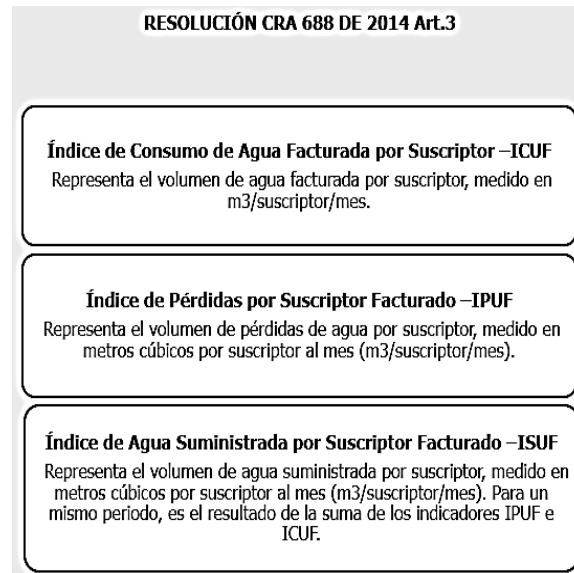 RESOLUCIÓN CRA 688 DE 2014 Art.3
Índice de Consumo de Agua Facturada por Suscriptor –ICUF
Representa el volumen de agua facturada por suscriptor, medido en
m3/suscriptor/mes.
Índice de Pérdidas por Suscriptor Facturado –IPUF
Representa el volumen de pérdidas de agua por suscriptor, medido en
metros cúbicos por suscriptor al mes (m3/suscriptor/mes).
Índice de Agua Suministrada por Suscriptor Facturado –ISUF
Representa el volumen de agua suministrada por suscriptor, medido en
metros cúbicos por suscriptor al mes (m3/suscriptor/mes). Para un
mismo periodo, es el resultado de la suma de los indicadores IPUF e
ICUF.